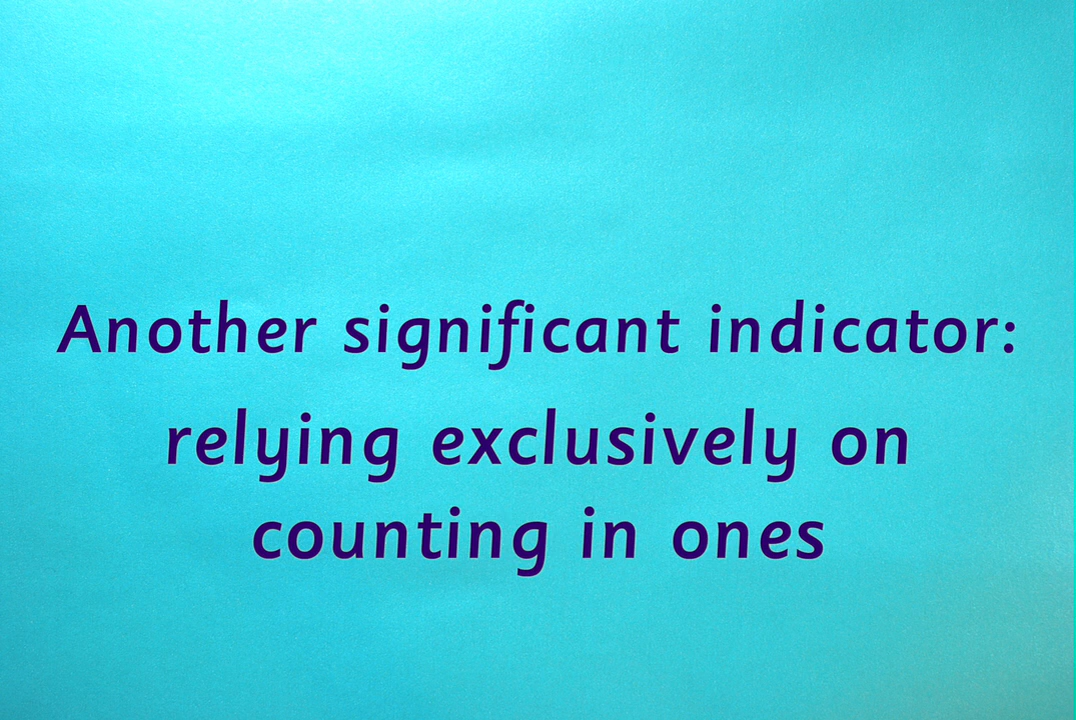 Another significant indicator:
relying exclusively on
counting in ones